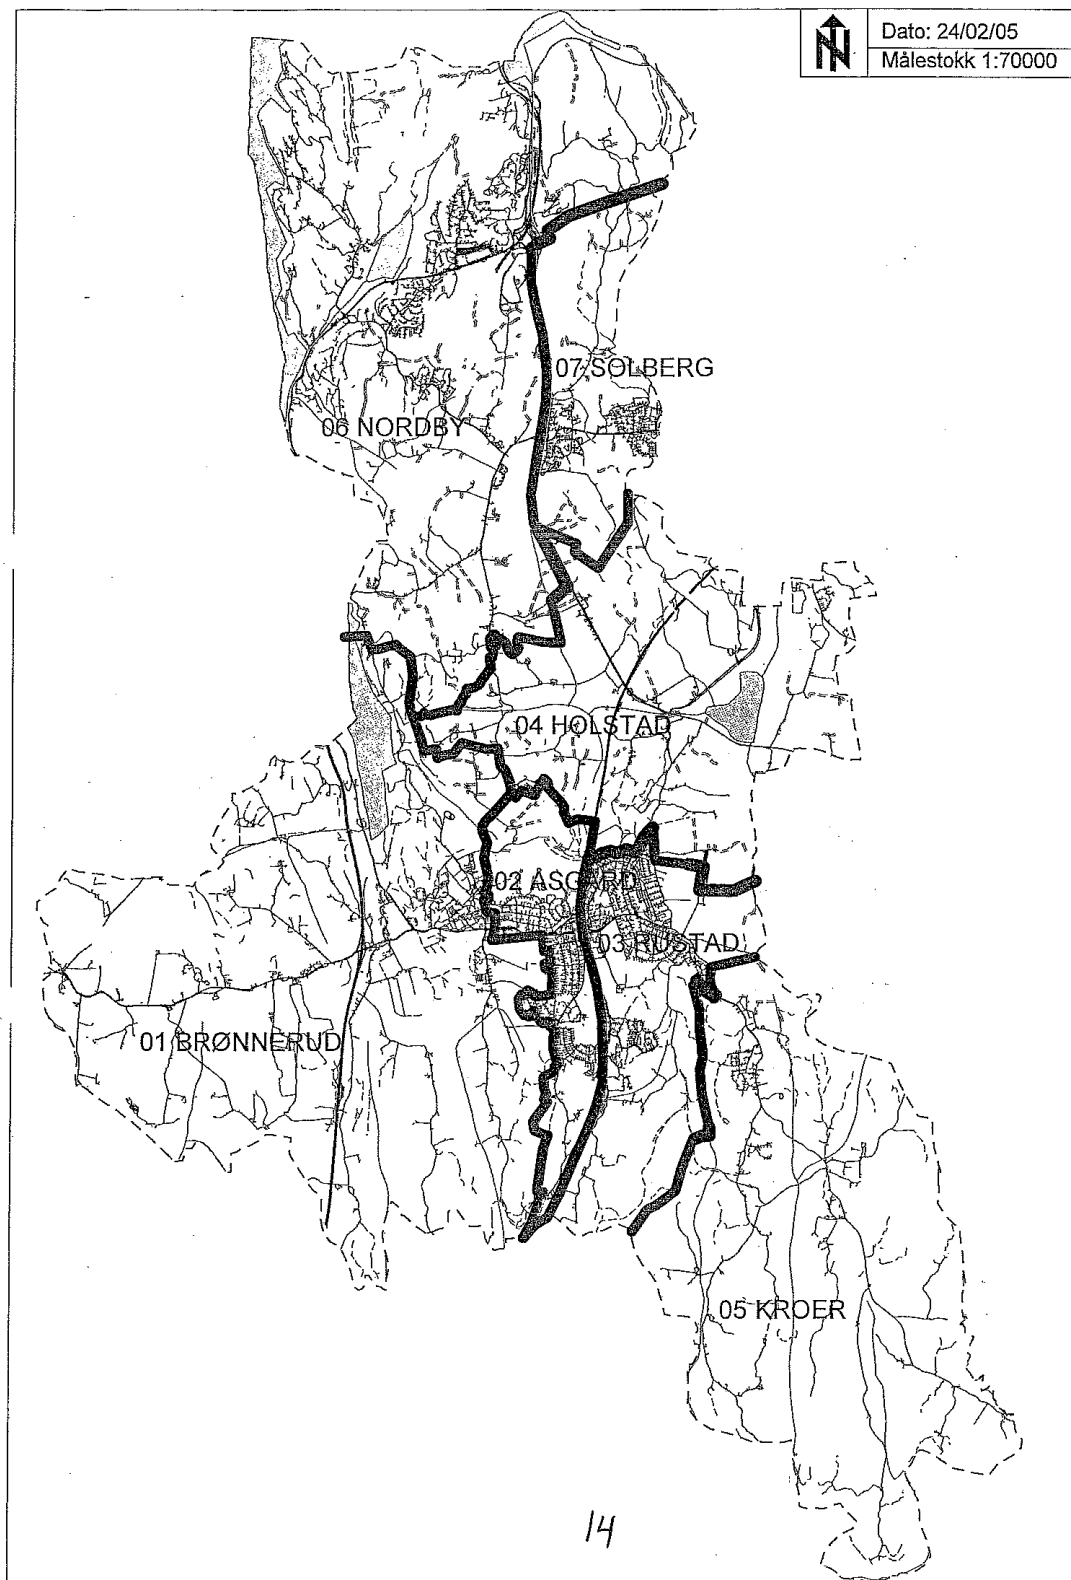 N
Dato: 24/02/05
Målestokk 1:70000
07 SOLBERG
06 NORDBY
04 HOLSTAD
02 ÅSGÅRD
03 RUSTAD
01 BRØNNERUD
05 KROER
14